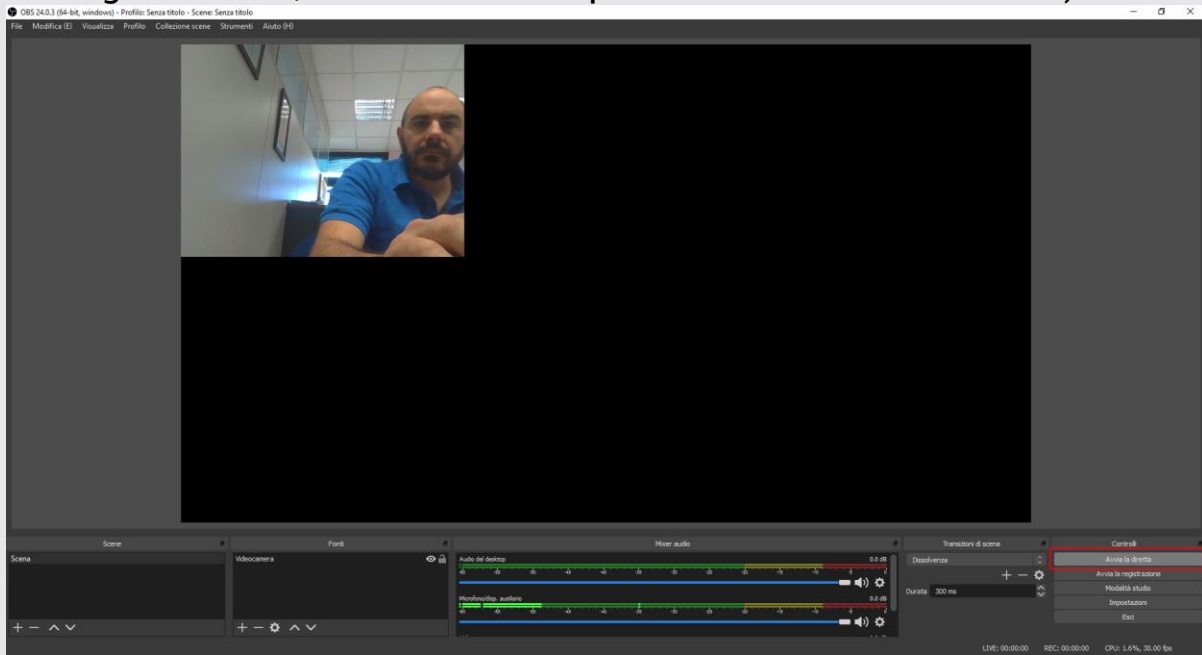 OBS 24.0.3 (64-bit, windows) - Profilo: Senza titolo - Scene: Senza titolo
File Modifica (E) Visualizza Profilo Collezione scene Strumenti Aiuto (H)
Scene
Scena
Fonti
Videocamera
Mixer audio
Audio del desktop 0.0 dB
Microfono/disp. ausiliario 0.0 dB
Transizioni di scena
Dissolvenza
Durata 300 ms
Controlli
Avvia la diretta
Avvia la registrazione
Modalità studio
Impostazioni
Esci
LIVE: 00:00:00 REC: 00:00:00 CPU: 1.6%, 30.00 fps